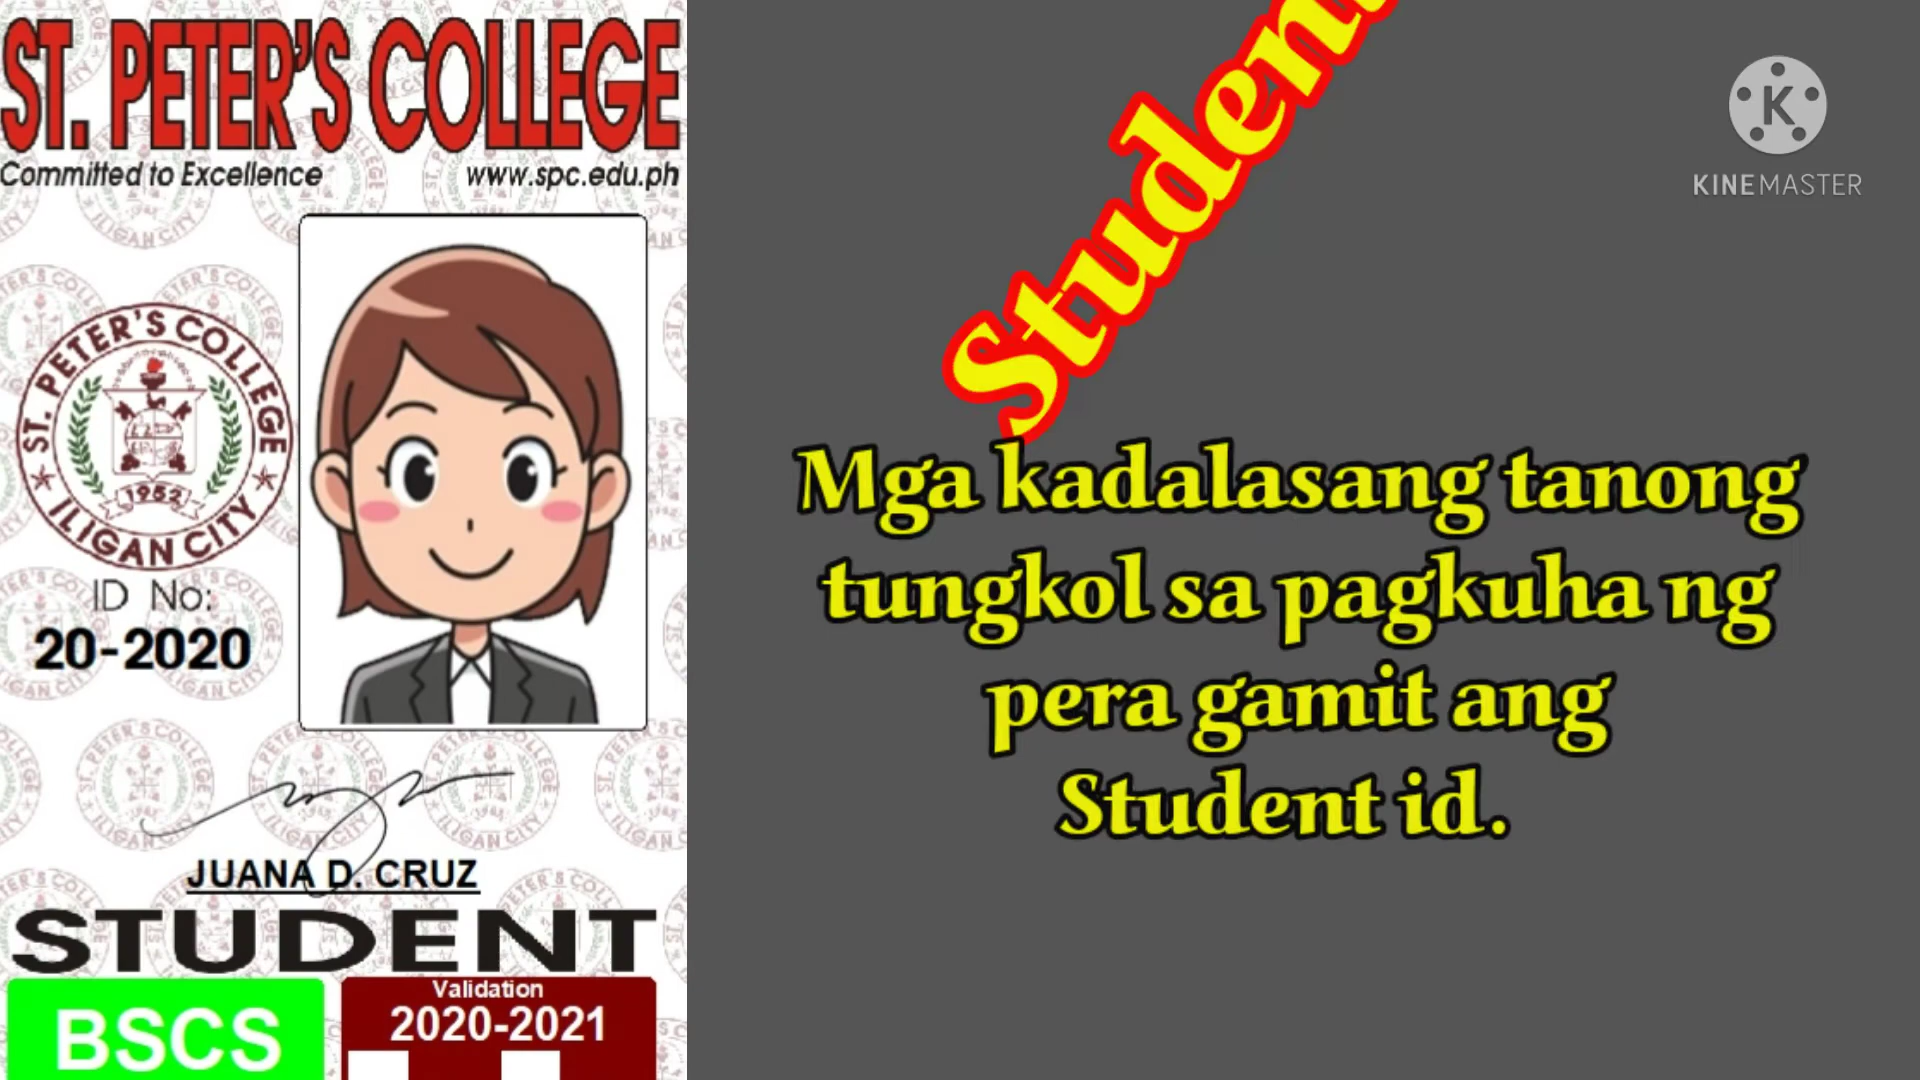 ST. PETER'S COLLEGE
Committed to Excellence
www.spc.edu.ph
ST. PETER'S COLLEGE
1952
ILIGAN CITY
ID No:
20-2020
JUANA D. CRUZ
STUDENT
BSCS
Validation
2020-2021
Studen
Mga kadalasang tanong
tungkol sa pagkuha ng
pera gamit ang
Student id.
K
KINEMASTER